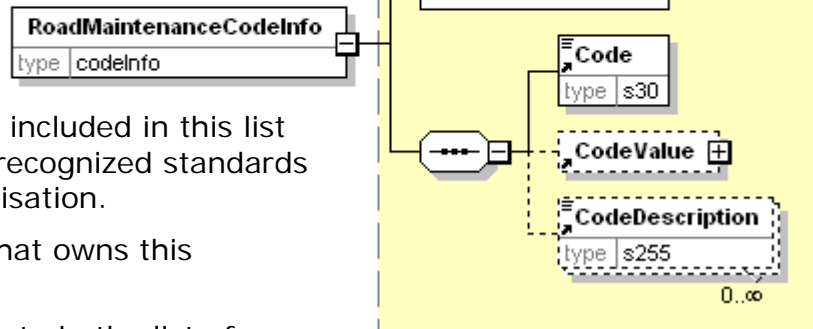 RoadMaintenanceCodeInfo
type codeInfo
included in this list
recognized standards
isation.
hat owns this
Code
type s30
CodeValue
CodeDescription
type s255
0..∞